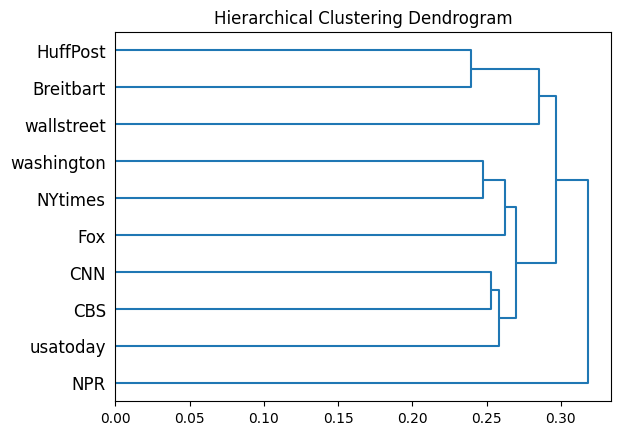 Hierarchical Clustering Dendrogram
HuffPost
Breitbart
wallstreet
washington
NYtimes
Fox
CNN
CBS
usatoday
NPR
0.00 0.05 0.10 0.15 0.20 0.25 0.30